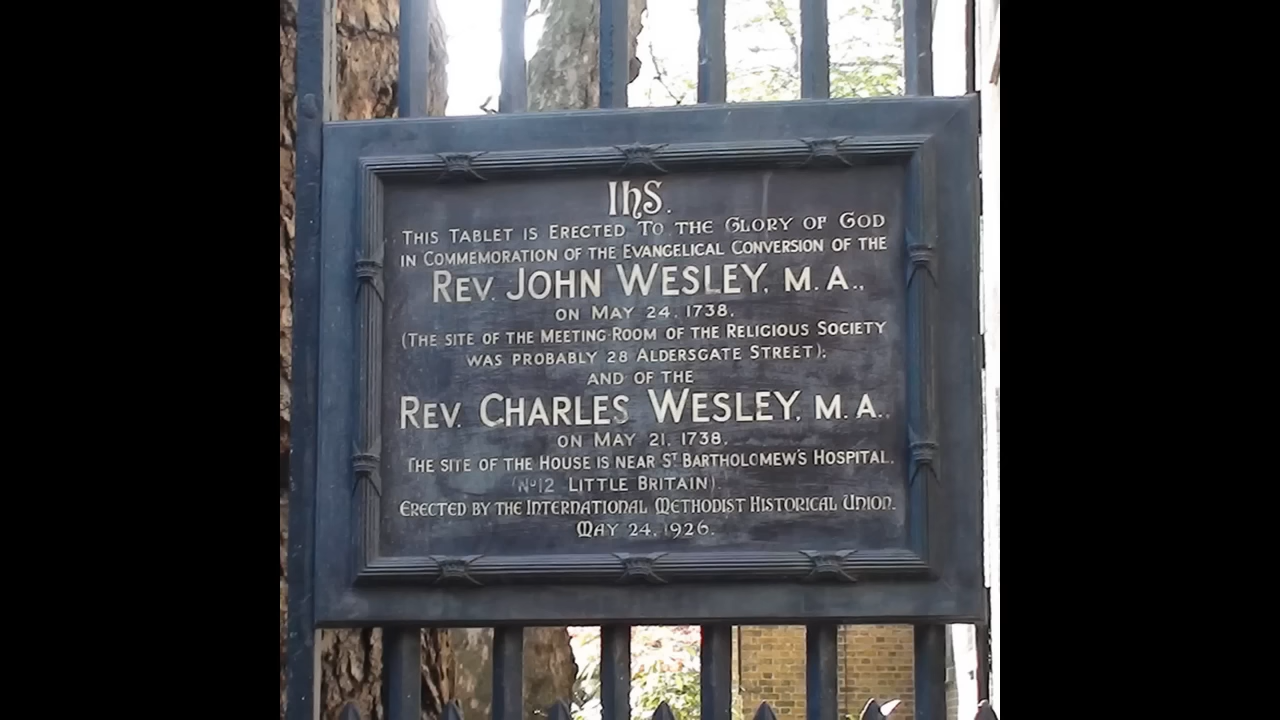 IhS.
THIS TABLET IS ERECTED TO THE GLORY OF GOD
IN COMMEMORATION OF THE EVANGELICAL CONVERSION OF THE
REV. JOHN WESLEY, M.A.,
ON MAY 24, 1738.
(THE SITE OF THE MEETING-ROOM OF THE RELIGIOUS SOCIETY
WAS PROBABLY 28 ALDERSGATE STREET);
AND OF THE
REV. CHARLES WESLEY, M.A.,
ON MAY 21, 1738.
THE SITE OF THE HOUSE IS NEAR ST BARTHOLOMEW'S HOSPITAL.
(No 12 LITTLE BRITAIN).
ERECTED BY THE INTERNATIONAL METHODIST HISTORICAL UNION.
MAY 24, 1926.